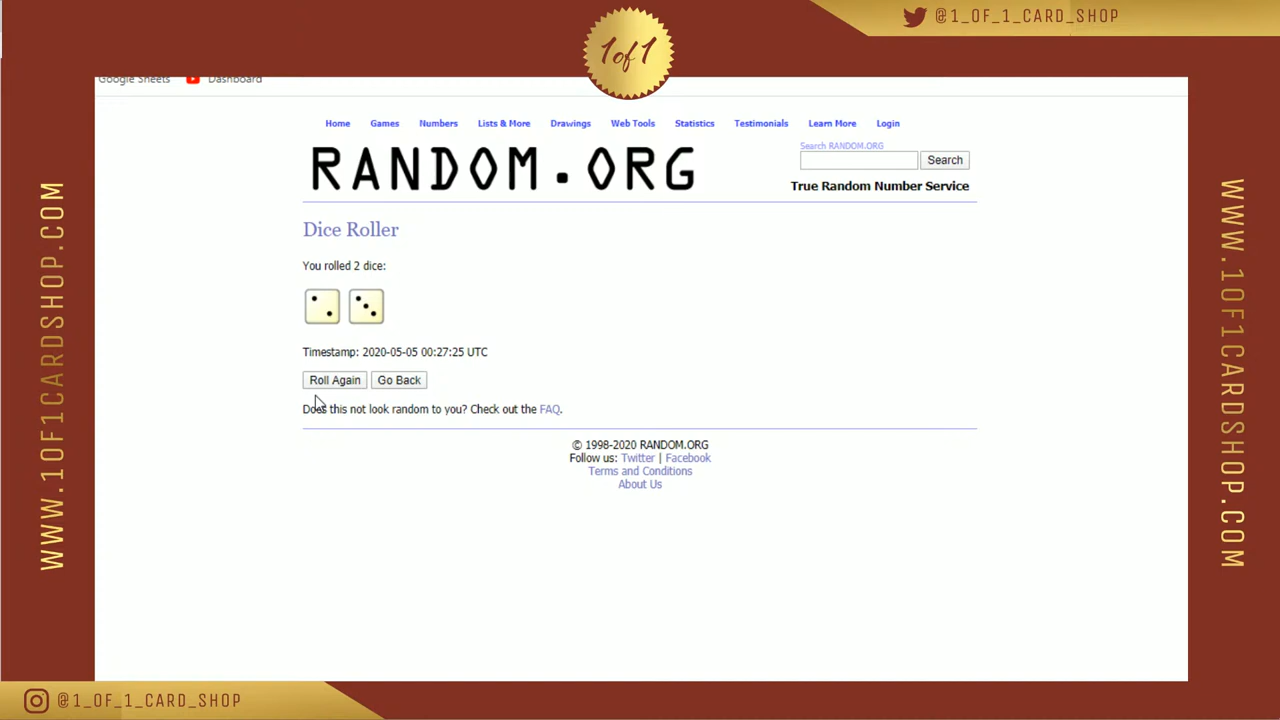 @1_OF_1_CARD_SHOP
1of1
Google Sheets Dashboard
Home Games Numbers Lists & More Drawings Web Tools Statistics Testimonials Learn More Login
Search RANDOM.ORG
RANDOM.ORG
Search
True Random Number Service
Dice Roller
You rolled 2 dice:
Timestamp: 2020-05-05 00:27:25 UTC
Roll Again Go Back
Does this not look random to you? Check out the FAQ.
© 1998-2020 RANDOM.ORG
Follow us: Twitter | Facebook
Terms and Conditions
About Us
WWW.1OF1CARDSHOP.COM
WWW.1OF1CARDSHOP.COM
@1_OF_1_CARD_SHOP